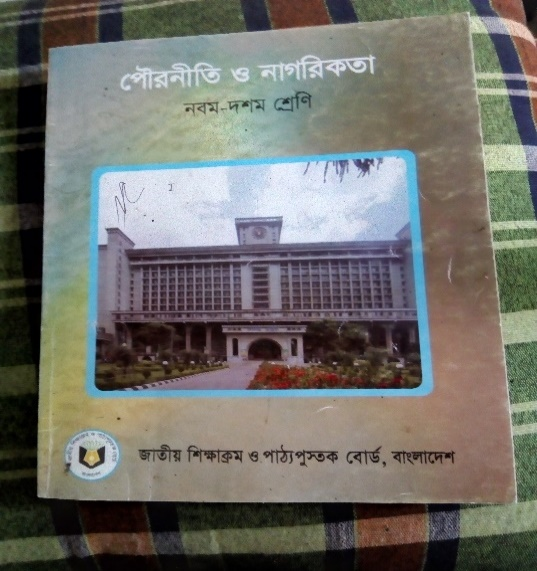 পৌরনীতি ও নাগরিকতা
নবম-দশম শ্রেণি
জাতীয় শিক্ষাক্রম ও পাঠ্যপুস্তক বোর্ড, বাংলাদেশ